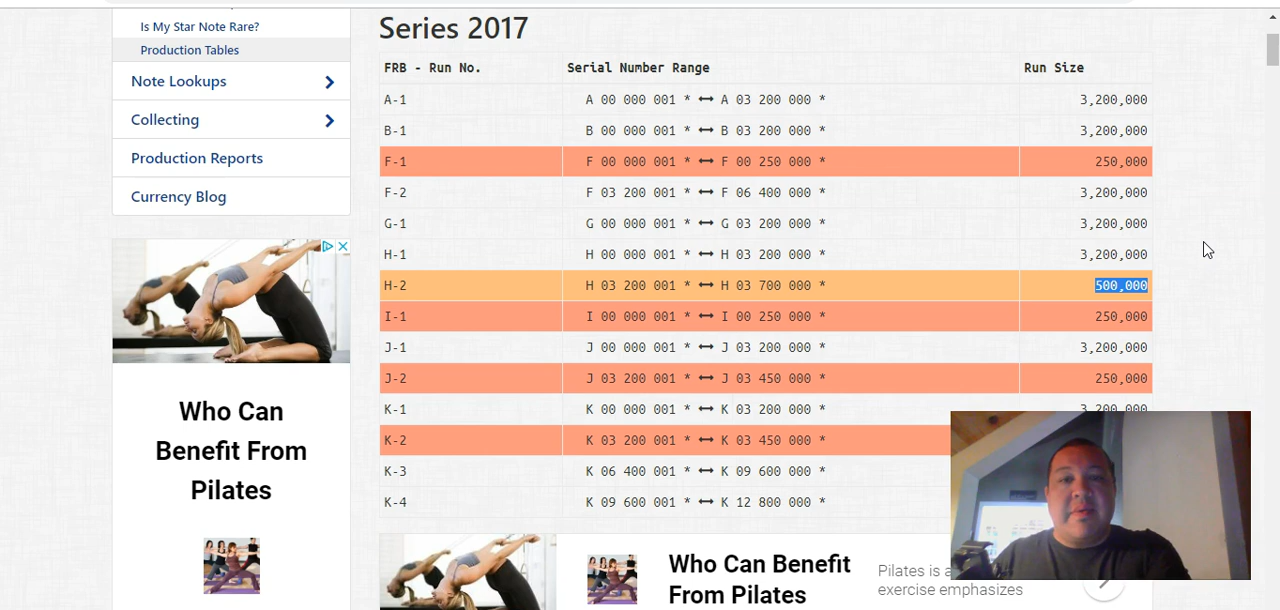 Is My Star Note Rare?
Production Tables
Note Lookups
Collecting
Production Reports
Currency Blog
Who Can
Benefit From
Pilates
Series 2017
FRB - Run No. Serial Number Range Run Size
A-1 A 00 000 001 * ↔ A 03 200 000 * 3,200,000
B-1 B 00 000 001 * ↔ B 03 200 000 * 3,200,000
F-1 F 00 000 001 * ↔ F 00 250 000 * 250,000
F-2 F 03 200 001 * ↔ F 06 400 000 * 3,200,000
G-1 G 00 000 001 * ↔ G 03 200 000 * 3,200,000
H-1 H 00 000 001 * ↔ H 03 200 000 * 3,200,000
H-2 H 03 200 001 * ↔ H 03 700 000 * 500,000
I-1 I 00 000 001 * ↔ I 00 250 000 * 250,000
J-1 J 00 000 001 * ↔ J 03 200 000 * 3,200,000
J-2 J 03 200 001 * ↔ J 03 450 000 * 250,000
K-1 K 00 000 001 * ↔ K 03 200 000 * 3,200,000
K-2 K 03 200 001 * ↔ K 03 450 000 *
K-3 K 06 400 001 * ↔ K 09 600 000 *
K-4 K 09 600 001 * ↔ K 12 800 000 *
Who Can Benefit
From Pilates
Pilates is a
exercise emphasizes